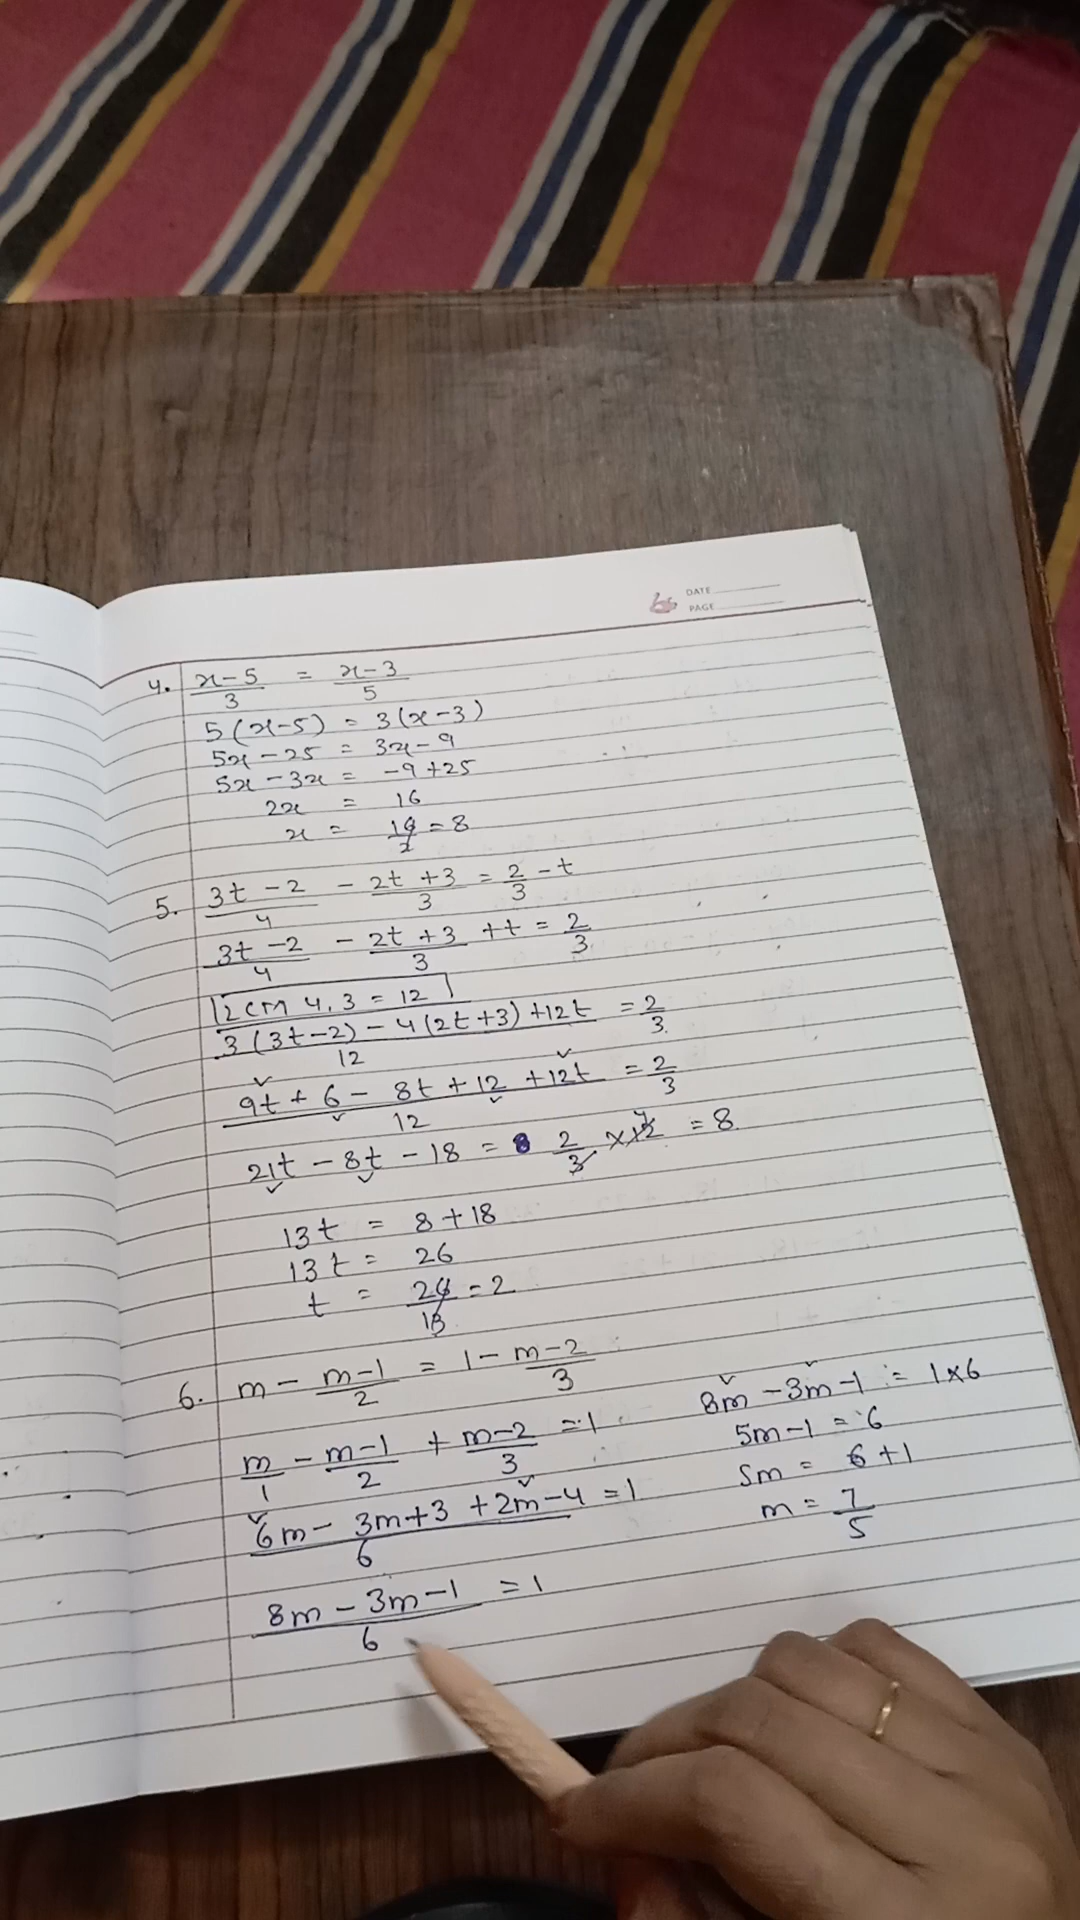 DATE
PAGE
4. x-5/3 = x-3/5
5(x-5) = 3(x-3)
5x - 25 = 3x - 9
5x - 3x = -9+25
2x = 16
x = 16/2 = 8
5. 3t-2/4 - 2t+3/3 = 2/3 - t
3t-2/4 - 2t+3/3 + t = 2/3
LCM 4,3 = 12
3(3t-2) - 4(2t+3) + 12t/12 = 2/3
9t + 6 - 8t + 12 + 12t/12 = 2/3
21t - 8t - 18 = 8 2/3 × 12 = 8
13t = 8+18
13t = 26
t = 26/13 = 2
6. m - m-1/2 = 1 - m-2/3
m/1 - m-1/2 + m-2/3 = 1
6m - 3m+3 + 2m-4/6 = 1
8m - 3m - 1/6 = 1
8m - 3m - 1 = 1×6
5m - 1 = 6
5m = 6+1
m = 7/5